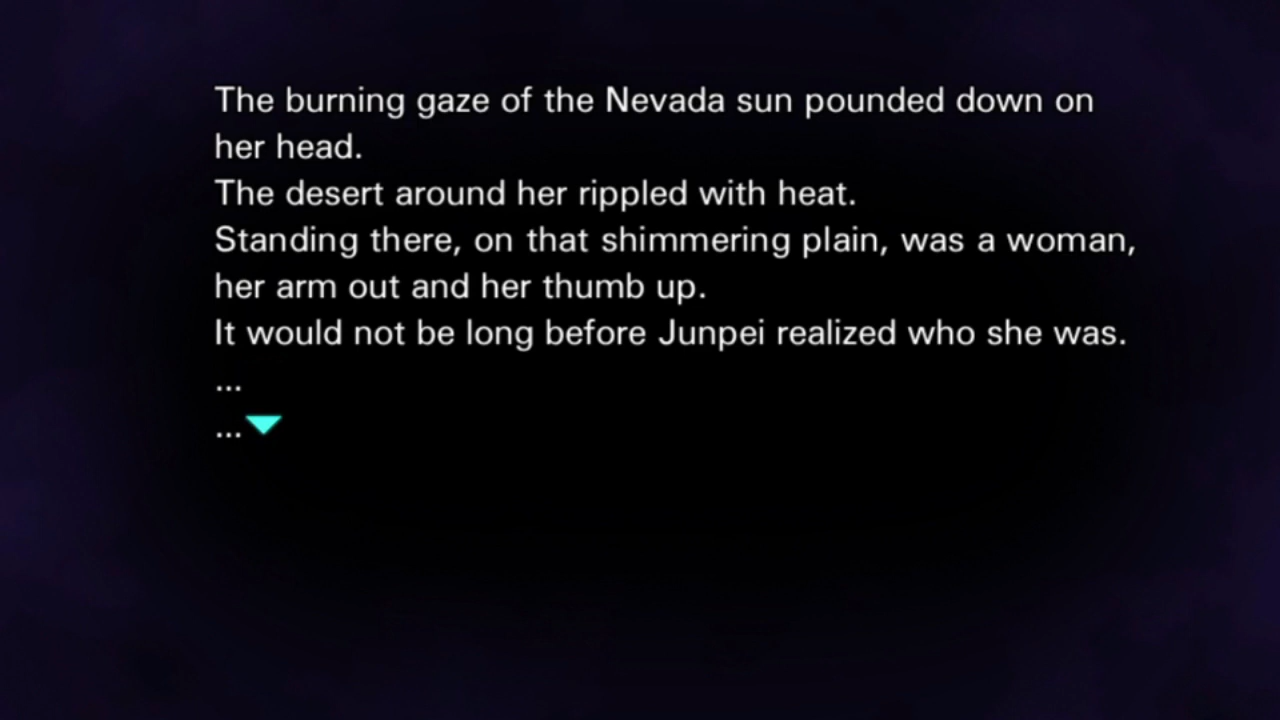 The burning gaze of the Nevada sun pounded down on
her head.
The desert around her rippled with heat.
Standing there, on that shimmering plain, was a woman,
her arm out and her thumb up.
It would not be long before Junpei realized who she was.
...
...